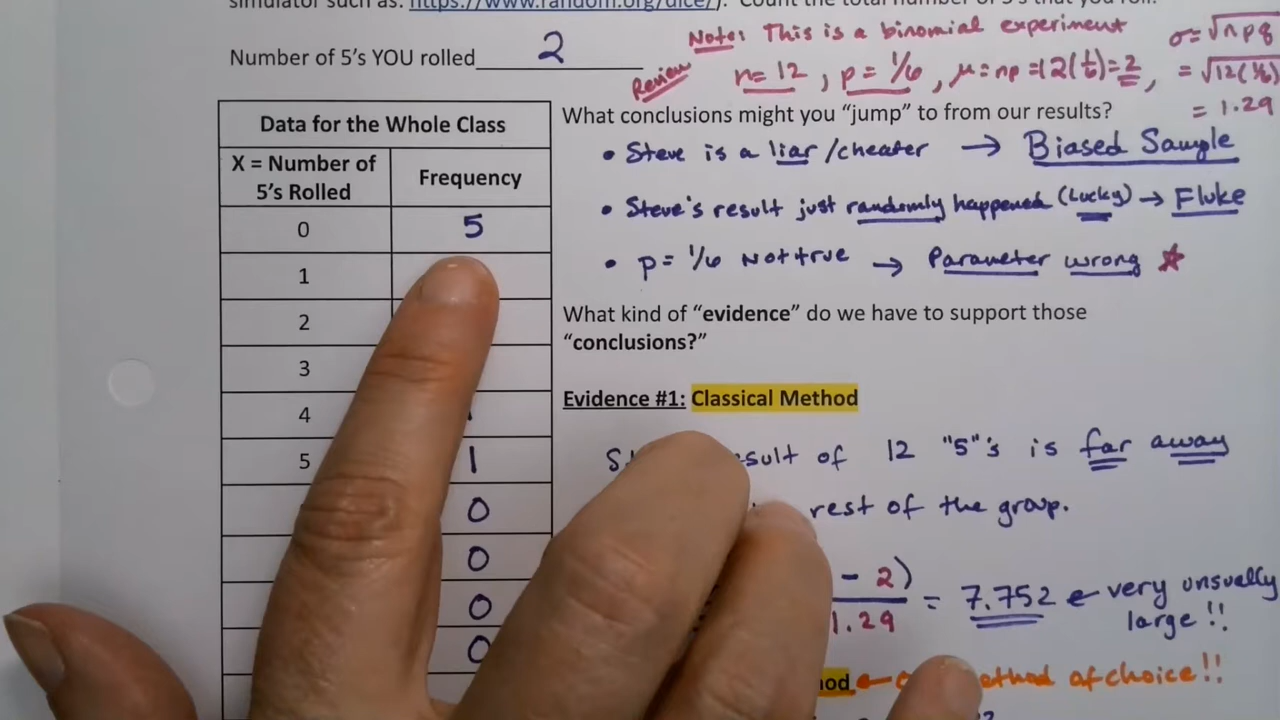 simulator such as: https://www.random.org/dice/). Count the total number of 5's that you roll.
Number of 5's YOU rolled 2
Note: This is a binomial experiment
Review n = 12, p = 1/6, μ = np = 12(1/6) = 2,
σ = √npq
= √12(1/6)
= 1.29
Data for the Whole Class
X = Number of 5's Rolled Frequency
0 5
1
2
3
4
5 1
0
0
0
0
What conclusions might you “jump” to from our results?
• Steve is a liar/cheater → Biased Sample
• Steve's result just randomly happened (Lucky) → Fluke
• p = 1/6 Not true → Parameter wrong ☆
What kind of “evidence” do we have to support those
“conclusions?”
Evidence #1: Classical Method
of 12 "5"'s is far away
rest of the group.
- 2)
1.29
= 7.752 ← very unsually
large!!
← method of choice!!